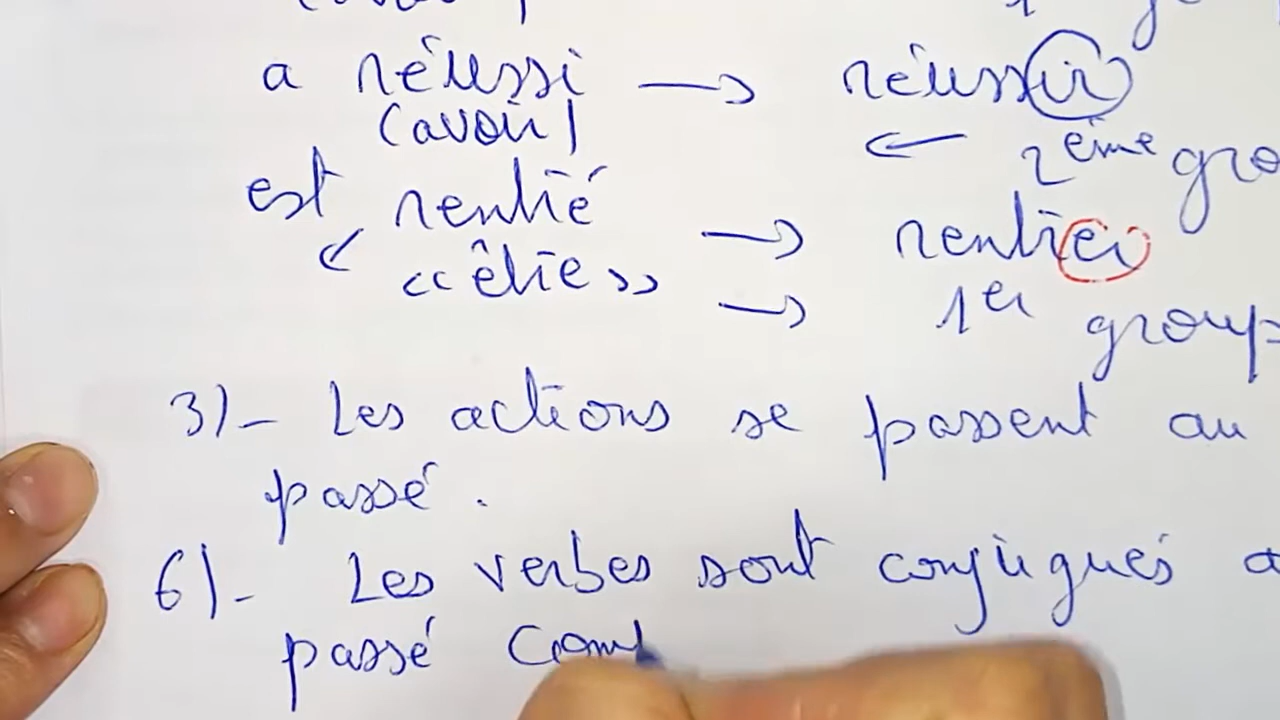 a réussi → réussir
(avoir) ← 2ème gro
est rentré → rentrer
« être » → 1er group
3)- Les actions se passent au
passé.
6)- Les verbes sont conjugués a
passé comp